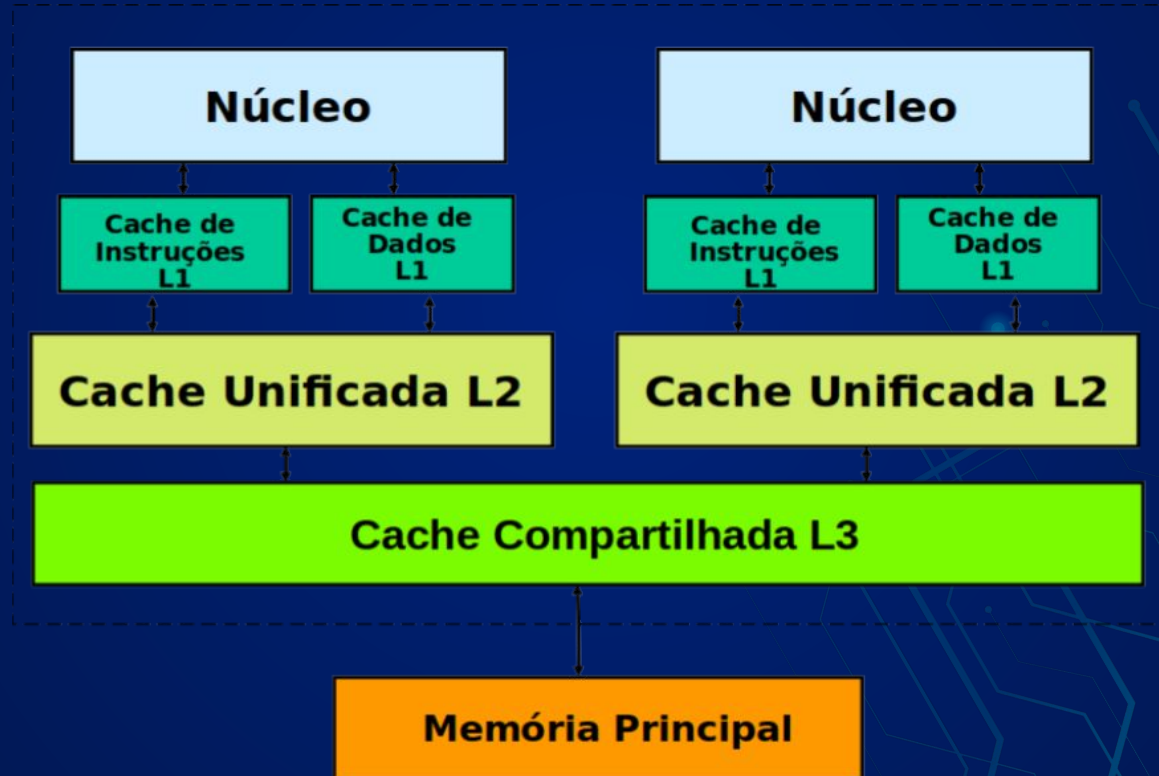 Núcleo
Núcleo
Cache de
Instruções
L1
Cache de
Dados
L1
Cache de
Instruções
L1
Cache de
Dados
L1
Cache Unificada L2
Cache Unificada L2
Cache Compartilhada L3
Memória Principal